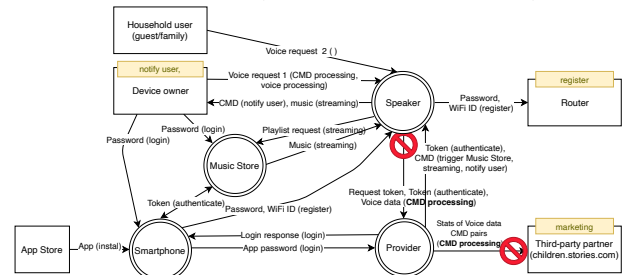 Household user
(guest/family)
Voice request  2 ( )
notify user,
Device owner
Voice request 1 (CMD processing,
voice processing)
CMD (notify user), music (streaming)
Speaker
Password,
WiFi ID (register)
register
Router
Password (login)
Password (login)
Playlist request (streaming)
Music (streaming)
Music Store
Token (authenticate),
CMD (trigger Music Store,
streaming, notify user)
Token (authenticate)
Password, WiFi ID (register)
Request token, Token (authenticate),
Voice data (CMD processing)
App Store
App (instal)
Smartphone
Login response (login)
App password (login)
Provider
Stats of Voice data
CMD pairs
(CMD processing)
marketing
Third-party partner
(children.stories.com)